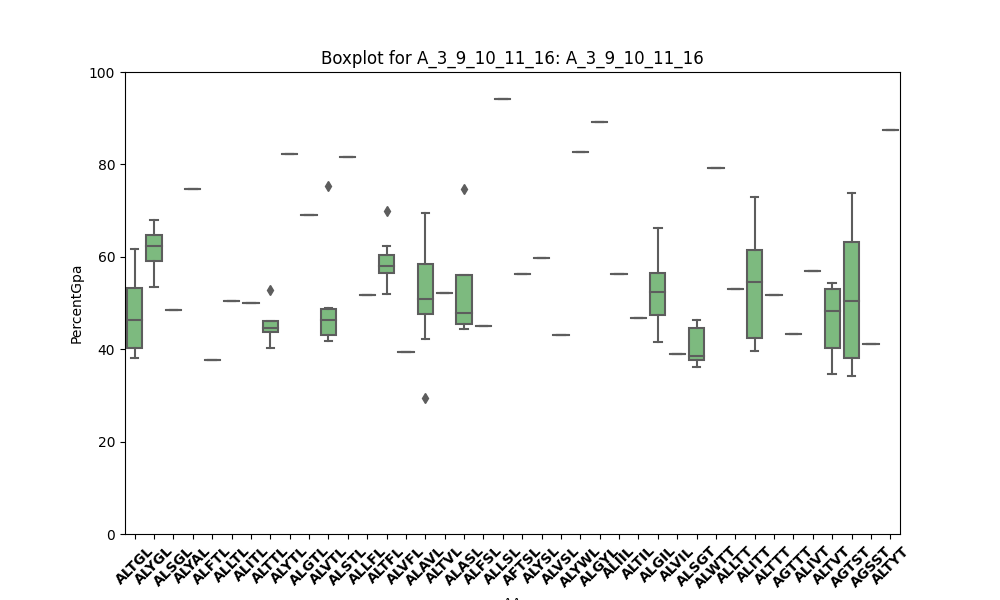 Boxplot for A_3_9_10_11_16: A_3_9_10_11_16
PercentGpa
100
80
60
40
20
0
ALTGL
ALYGL
ALSGL
ALYAL
ALFTL
ALLTL
ALITL
ALTTL
ALYTL
ALGTL
ALVTL
ALSTL
ALLFL
ALTFL
ALVFL
ALAVL
ALTVL
ALASL
ALFSL
ALLSL
AFTSL
ALYSL
ALVSL
ALYWL
ALGYL
ALIIL
ALTIL
ALGIL
ALVIL
ALSGT
ALWTT
ALLTT
ALITT
ALTTT
AGTTT
ALIVT
ALTVT
AGTST
AGSST
ALTYT